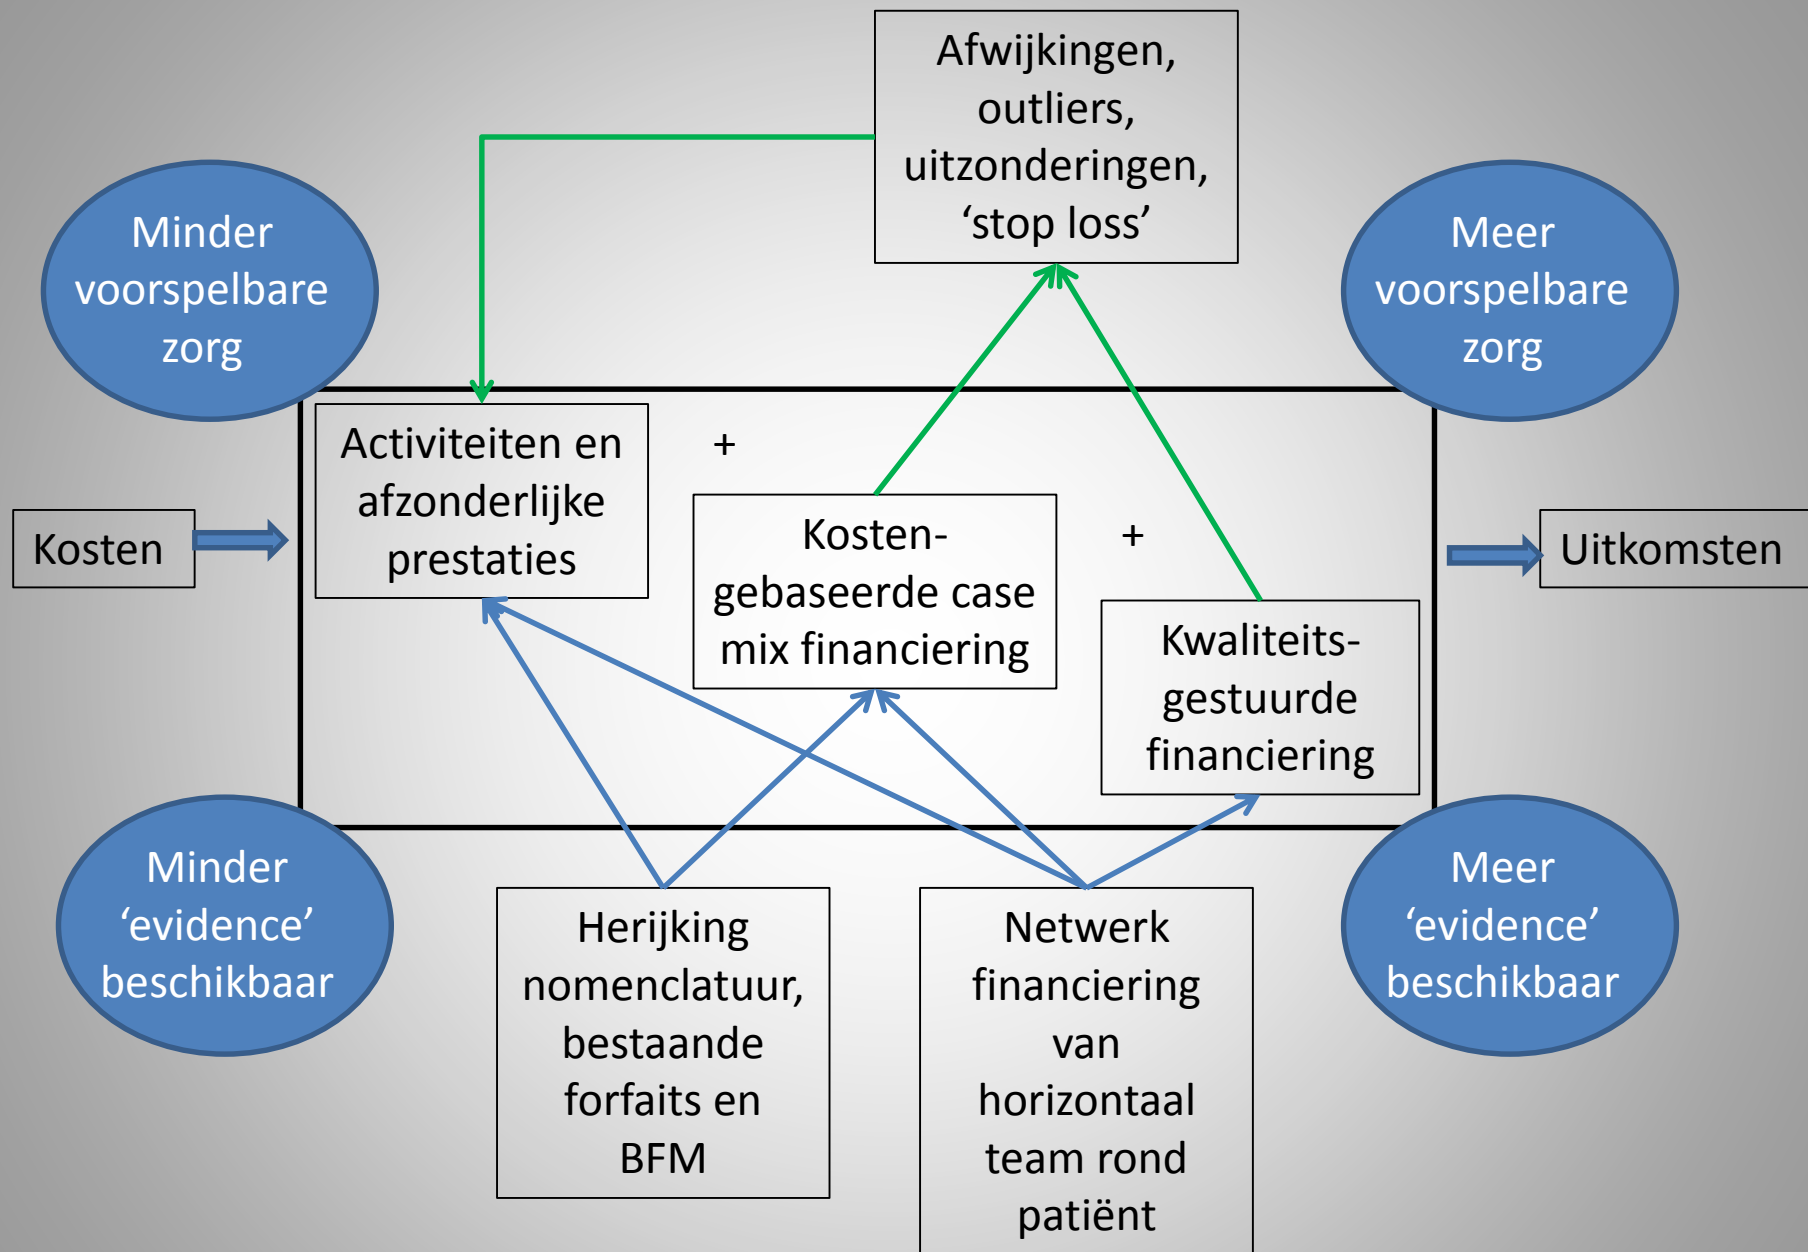 Afwijkingen,
outliers,
uitzonderingen,
‘stop loss’
Minder
voorspelbare
zorg
Meer
voorspelbare
zorg
Activiteiten en
afzonderlijke
prestaties
+
Kosten-
gebaseerde case
mix financiering
+
Kwaliteits-
gestuurde
financiering
Kosten
Uitkomsten
Minder
‘evidence’
beschikbaar
Herijking
nomenclatuur,
bestaande
forfaits en
BFM
Netwerk
financiering
van
horizontaal
team rond
patiënt
Meer
‘evidence’
beschikbaar